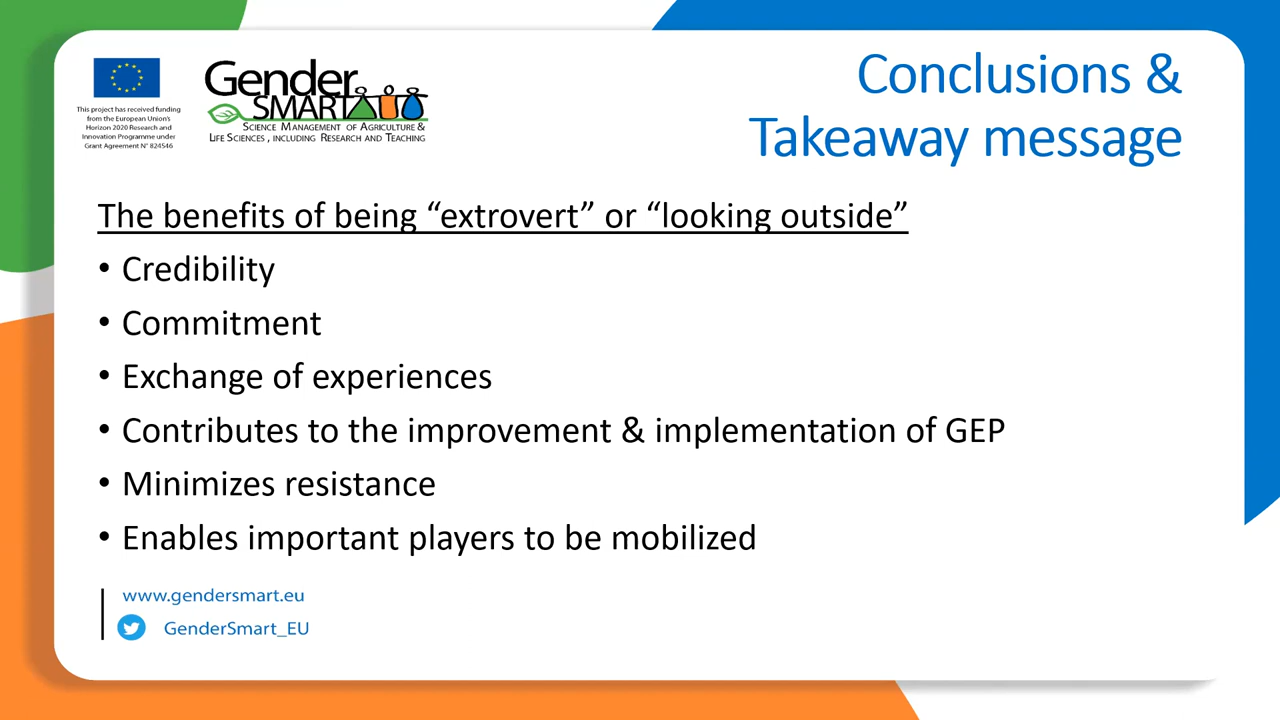 Conclusions &
Takeaway message
This project has received funding
from the European Union's
Horizon 2020 Research and
Innovation Programme under
Grant Agreement N° 824546
Gender
SMART
SCIENCE MANAGEMENT OF AGRICULTURE &
LIFE SCIENCES, INCLUDING RESEARCH AND TEACHING
The benefits of being “extrovert” or “looking outside”
• Credibility
• Commitment
• Exchange of experiences
• Contributes to the improvement & implementation of GEP
• Minimizes resistance
• Enables important players to be mobilized
www.gendersmart.eu
GenderSmart_EU